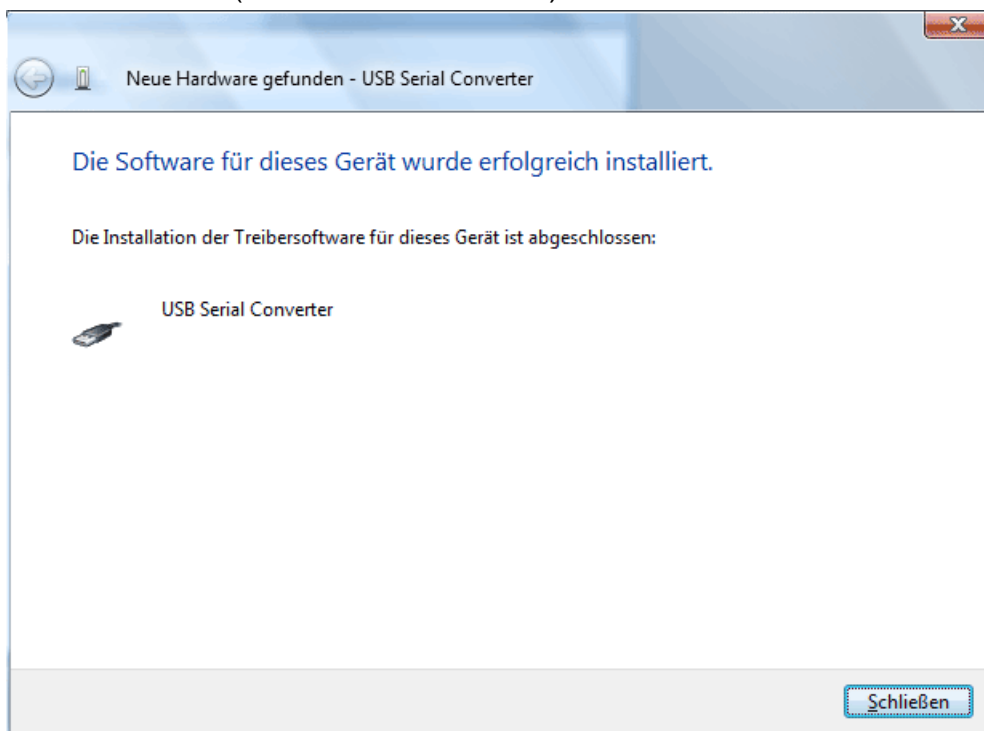 Neue Hardware gefunden - USB Serial Converter
Die Software für dieses Gerät wurde erfolgreich installiert.
Die Installation der Treibersoftware für dieses Gerät ist abgeschlossen:
USB Serial Converter
Schließen